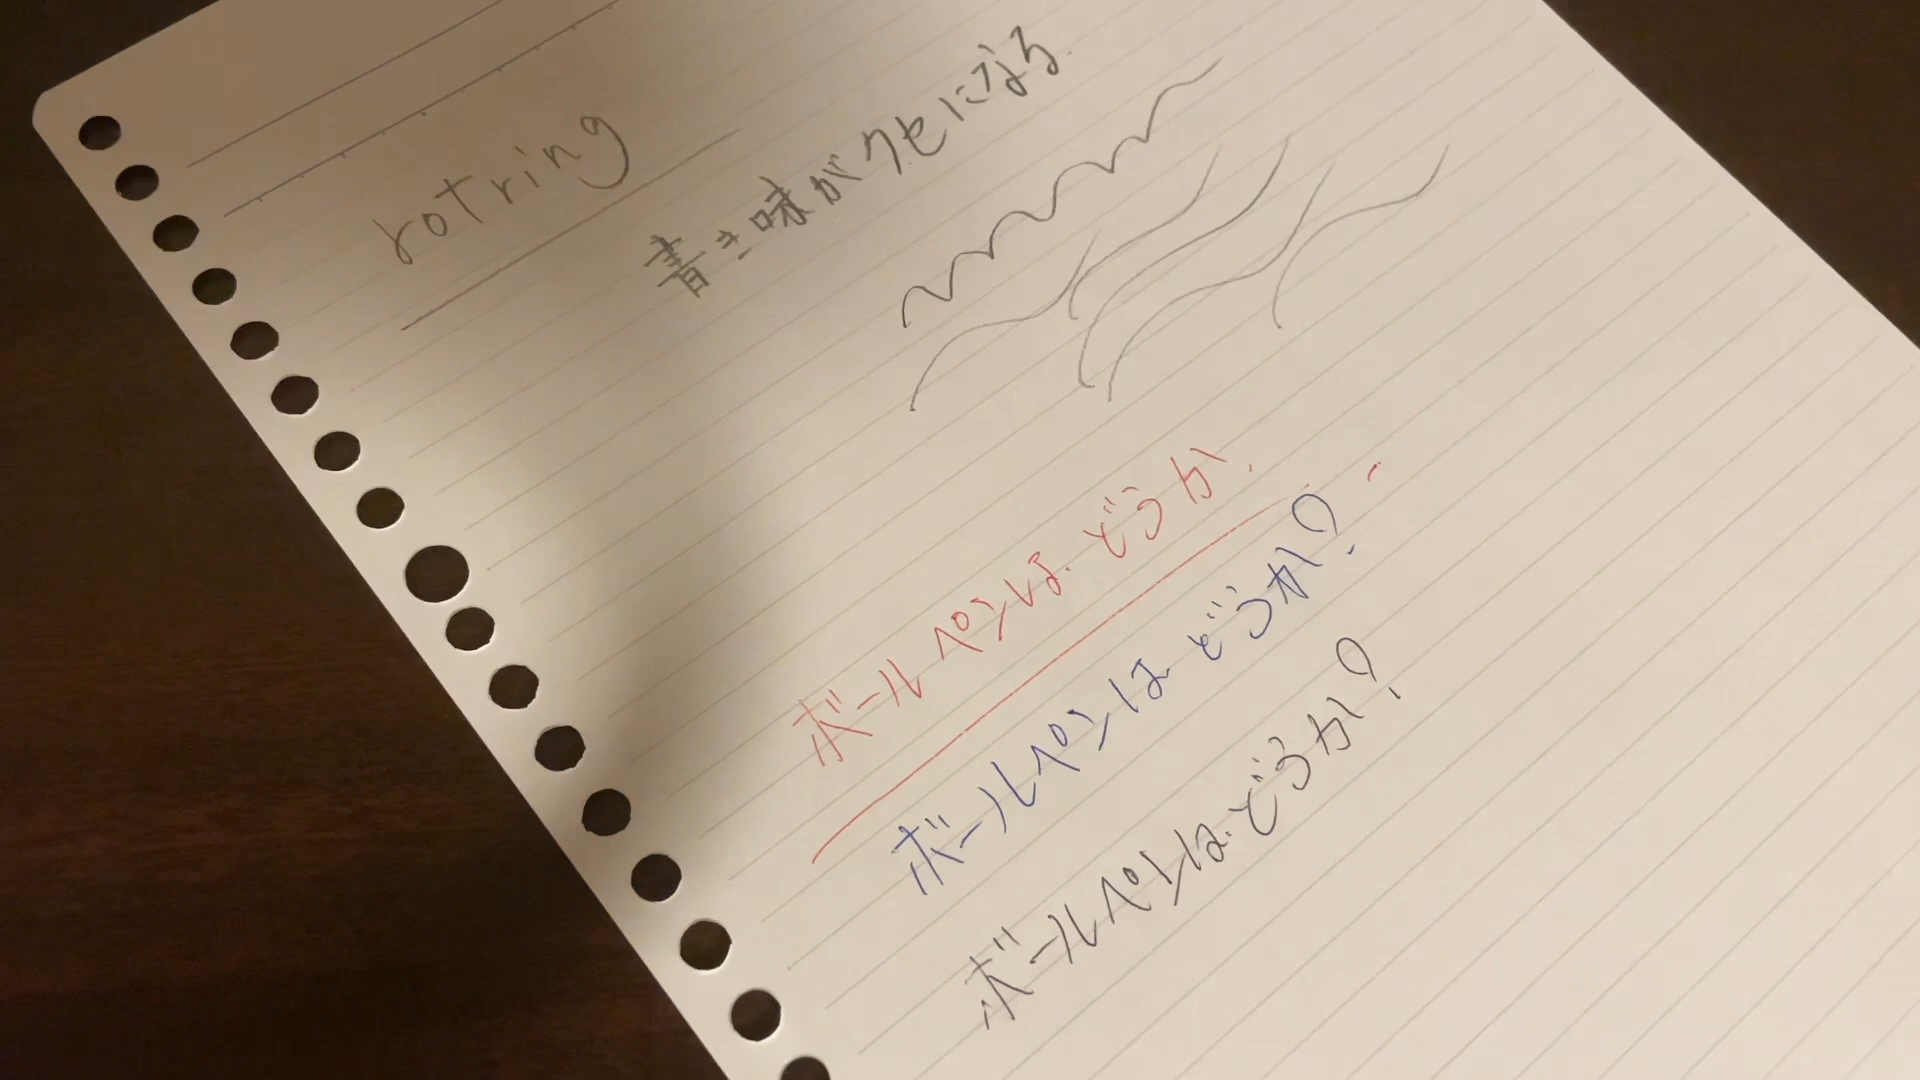 rotring
青き味がクセになる.
ボールペンは.どうか.
ボールペンはどうか?
ボールペンは.どうか?